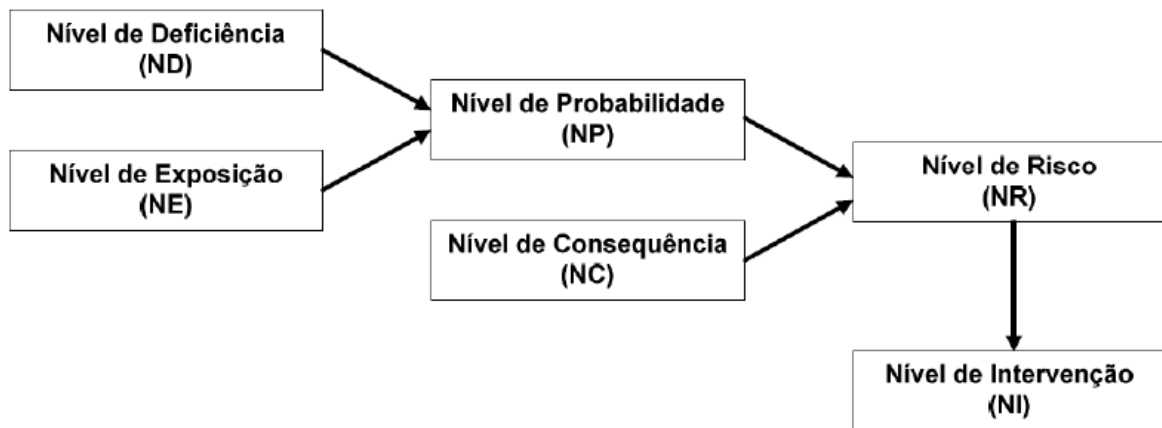 Nível de Deficiência
(ND)
Nível de Exposição
(NE)
Nível de Probabilidade
(NP)
Nível de Consequência
(NC)
Nível de Risco
(NR)
Nível de Intervenção
(NI)